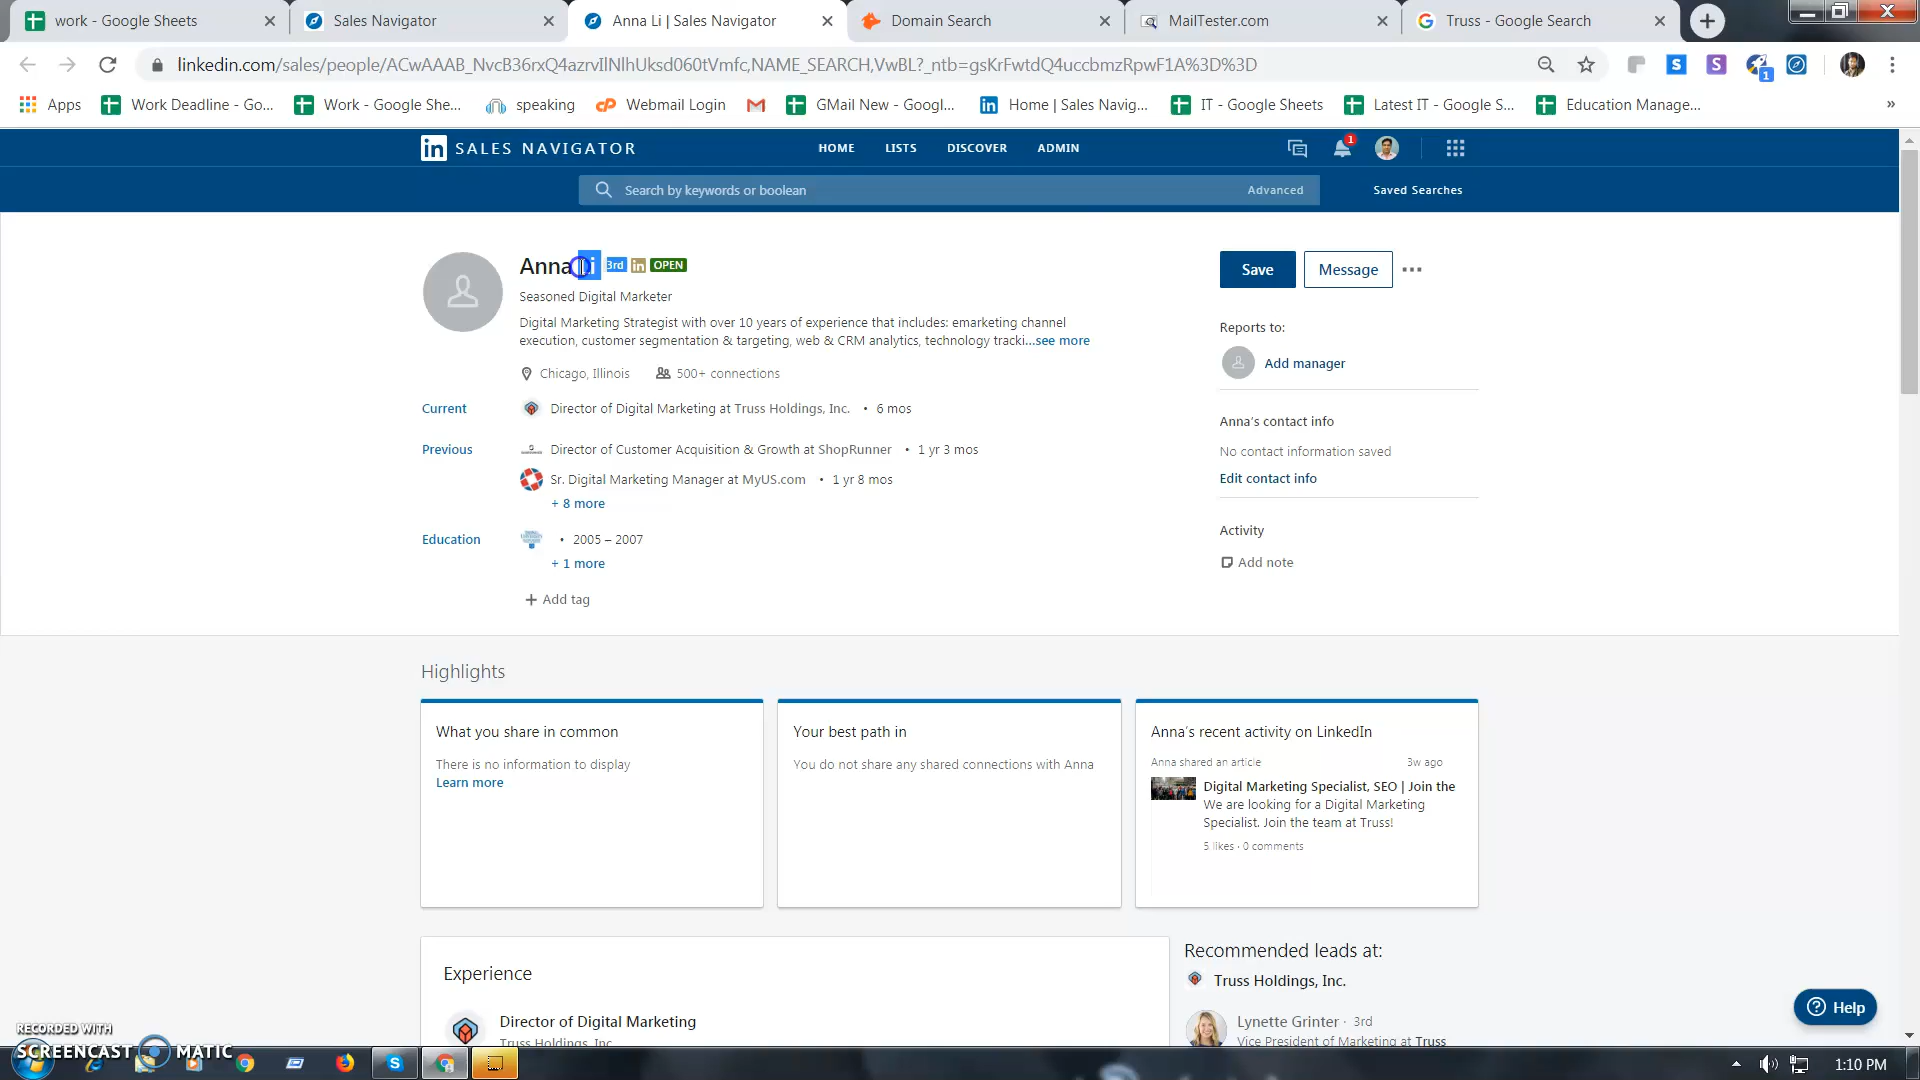 work - Google Sheets
Sales Navigator
Anna Li | Sales Navigator
Domain Search
MailTester.com
Truss - Google Search
linkedin.com/sales/people/ACwAAAB_NvcB36rxQ4azrvIlNlhUksd060tVmfc,NAME_SEARCH,VwBL?_ntb=gsKrFwtdQ4uccbmzRpwF1A%3D%3D
Apps
Work Deadline - Go...
Work - Google She...
speaking
Webmail Login
GMail New - Googl...
Home | Sales Navig...
IT - Google Sheets
Latest IT - Google S...
Education Manage...
»
in SALES NAVIGATOR
HOME
LISTS
DISCOVER
ADMIN
1
Search by keywords or boolean
Advanced
Saved Searches
Anna Li 3rd in OPEN
Seasoned Digital Marketer
Digital Marketing Strategist with over 10 years of experience that includes: emarketing channel
execution, customer segmentation & targeting, web & CRM analytics, technology tracki...see more
Chicago, Illinois 500+ connections
Current Director of Digital Marketing at Truss Holdings, Inc. • 6 mos
Previous Director of Customer Acquisition & Growth at ShopRunner • 1 yr 3 mos
Sr. Digital Marketing Manager at MyUS.com • 1 yr 8 mos
+ 8 more
Education • 2005 – 2007
+ 1 more
+ Add tag
Save
Message
Reports to:
Add manager
Anna's contact info
No contact information saved
Edit contact info
Activity
Add note
Highlights
What you share in common
There is no information to display
Learn more
Your best path in
You do not share any shared connections with Anna
Anna's recent activity on LinkedIn
Anna shared an article 3w ago
Digital Marketing Specialist, SEO | Join the
We are looking for a Digital Marketing
Specialist. Join the team at Truss!
5 likes · 0 comments
Experience
Director of Digital Marketing
Truss Holdings, Inc.
Recommended leads at:
Truss Holdings, Inc.
Lynette Grinter · 3rd
Vice President of Marketing at Truss
Help
RECORDED WITH
SCREENCAST MATIC
1:10 PM